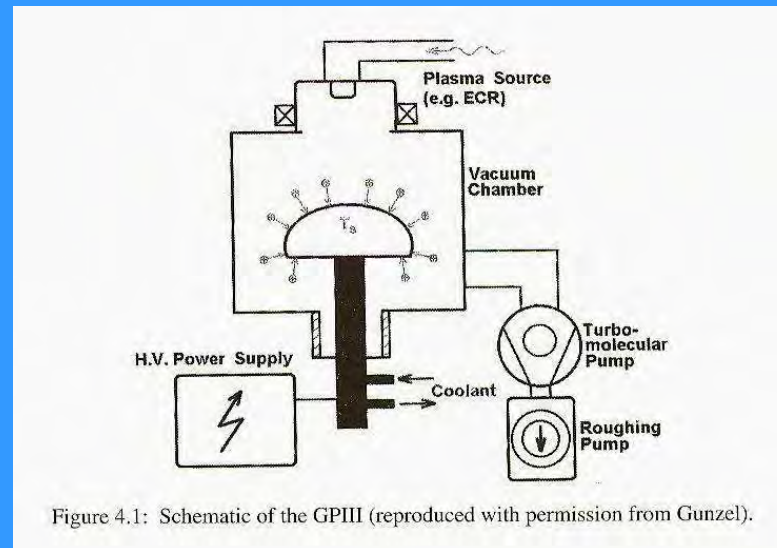 Plasma Source
(e.g. ECR)
Vacuum
Chamber
Ts
H.V. Power Supply
Coolant
Turbo-
molecular
Pump
Roughing
Pump
Figure 4.1: Schematic of the GPIII (reproduced with permission from Gunzel).